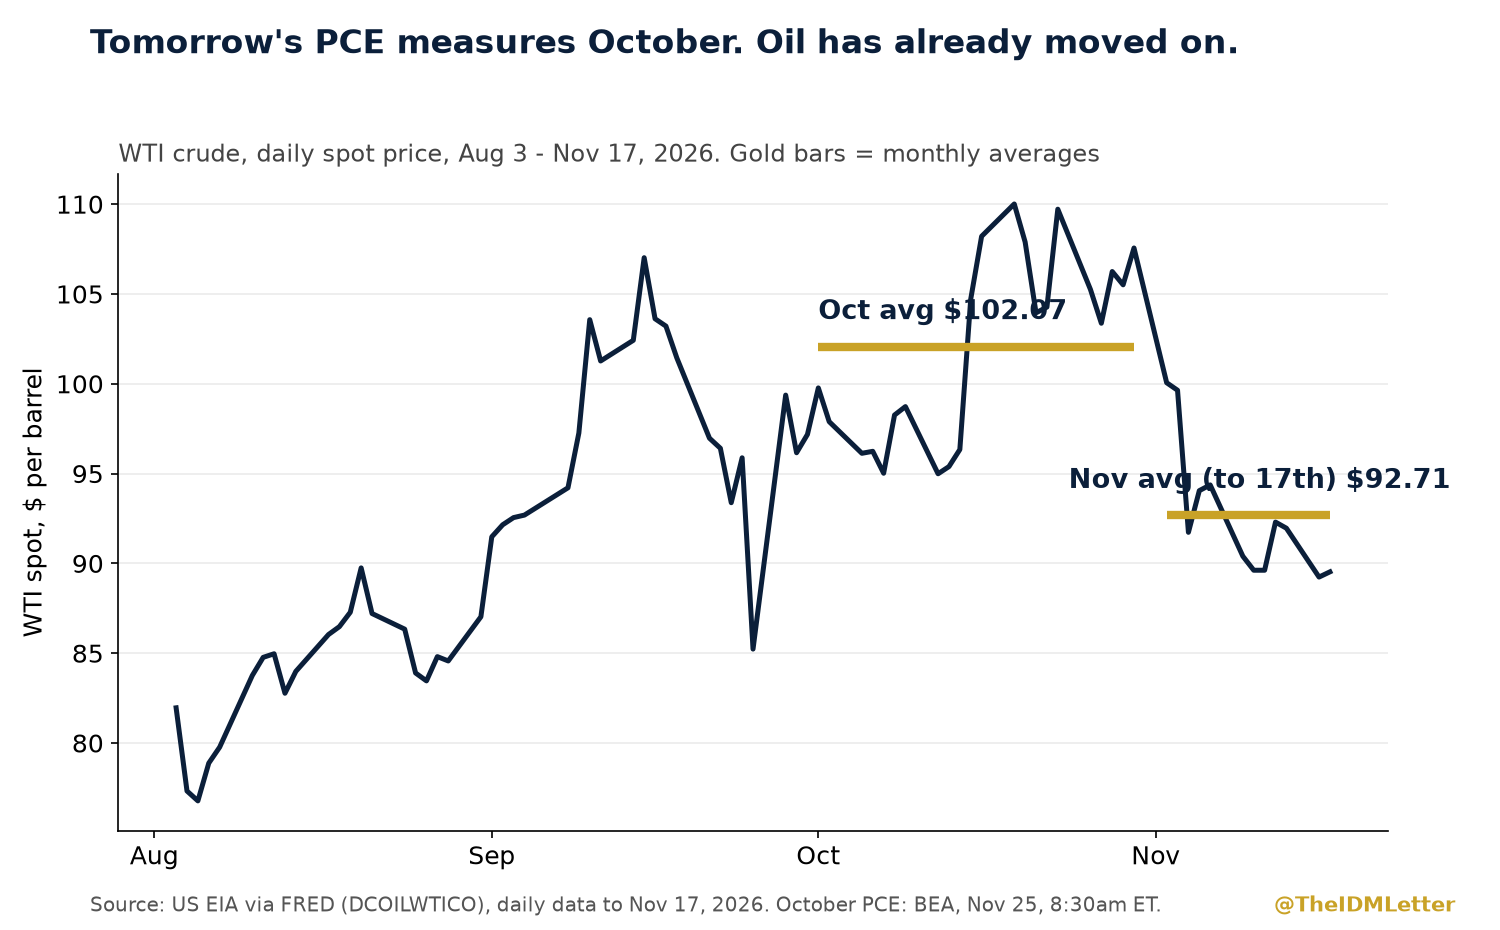 Tomorrow's PCE measures October. Oil has already moved on.
WTI crude, daily spot price, Aug 3 - Nov 17, 2026. Gold bars = monthly averages
WTI spot, $ per barrel
110
105
100
95
90
85
80
Oct avg $102.07
Nov avg (to 17th) $92.71
Aug
Sep
Oct
Nov
Source: US EIA via FRED (DCOILWTICO), daily data to Nov 17, 2026. October PCE: BEA, Nov 25, 8:30am ET.
@TheIDMLetter